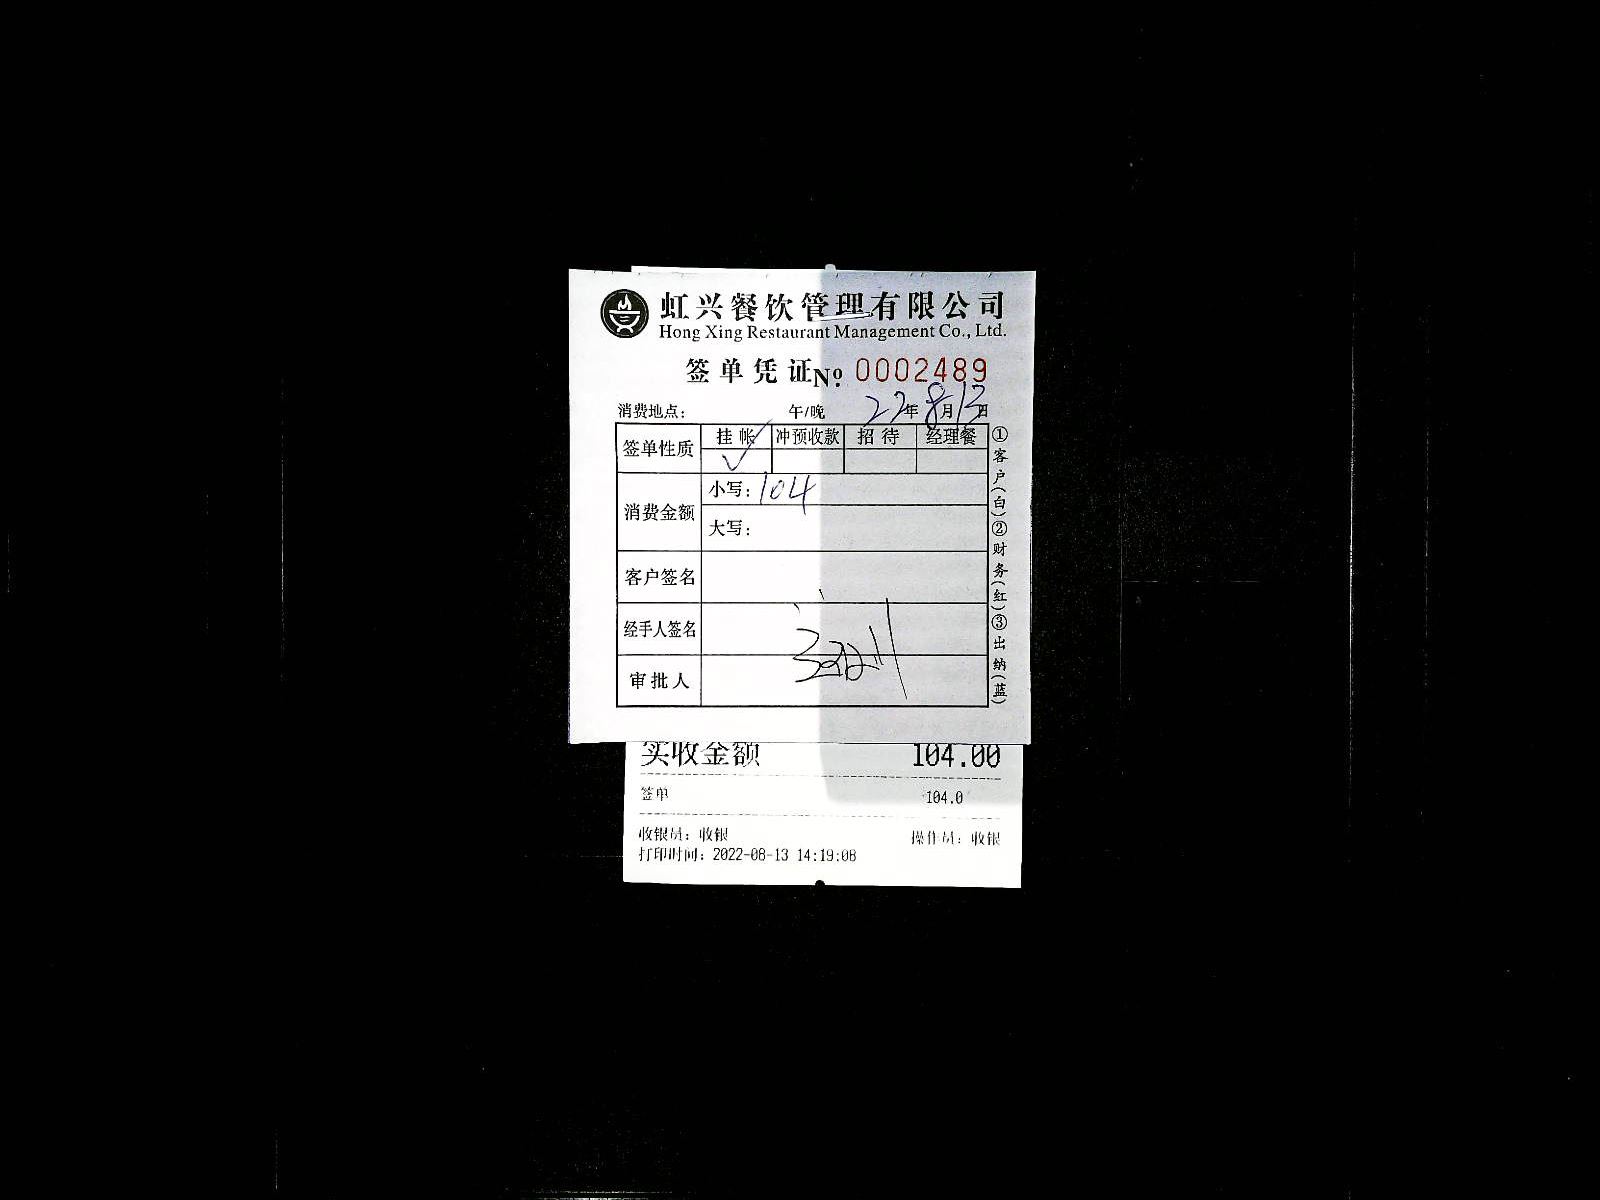 虹兴餐饮管理有限公司
Hong Xing Restaurant Management Co., Ltd.
签单凭证 № 0002489
消费地点： 午/晚 22年8月13日
签单性质 挂帐 冲预收款 招待 经理餐
✓
消费金额 小写：104
大写：
客户签名
经手人签名
审批人
①客户(白)②财务(红)③出纳(蓝)
实收金额 104.00
签单 104.0
收银员：收银 操作员：收银
打印时间：2022-08-13 14:19:08